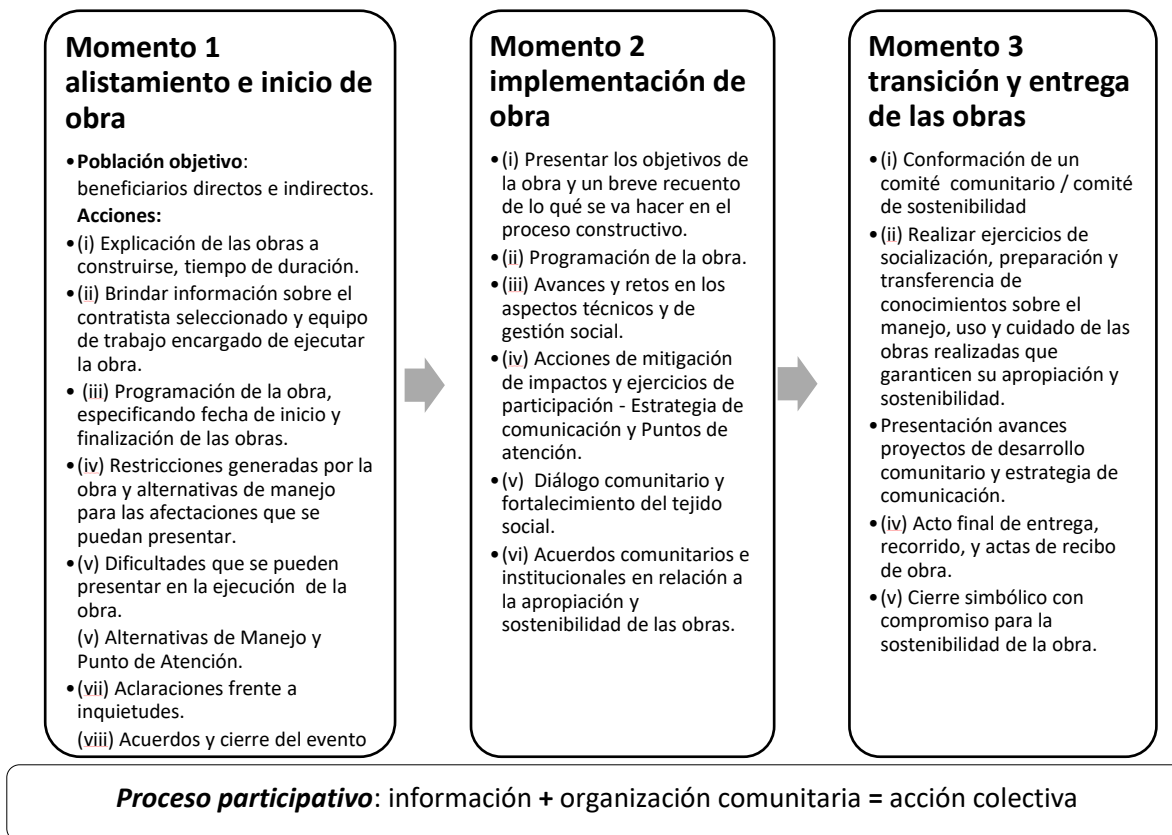 Momento 1
alistamiento e inicio de
obra
•Población objetivo:
beneficiarios directos e indirectos.
Acciones:
•(i) Explicación de las obras a
construirse, tiempo de duración.
•(ii) Brindar información sobre el
contratista seleccionado y equipo
de trabajo encargado de ejecutar
la obra.
• (iii) Programación de la obra,
especificando fecha de inicio y
finalización de las obras.
•(iv) Restricciones generadas por la
obra y alternativas de manejo
para las afectaciones que se
puedan presentar.
•(v) Dificultades que se pueden
presentar en la ejecución de la
obra.
(v) Alternativas de Manejo y
Punto de Atención.
•(vii) Aclaraciones frente a
inquietudes.
(viii) Acuerdos y cierre del evento
Momento 2
implementación de
obra
•(i) Presentar los objetivos de
la obra y un breve recuento
de lo qué se va hacer en el
proceso constructivo.
•(ii) Programación de la obra.
•(iii) Avances y retos en los
aspectos técnicos y de
gestión social.
•(iv) Acciones de mitigación
de impactos y ejercicios de
participación - Estrategia de
comunicación y Puntos de
atención.
•(v) Diálogo comunitario y
fortalecimiento del tejido
social.
•(vi) Acuerdos comunitarios e
institucionales en relación a
la apropiación y
sostenibilidad de las obras.
Momento 3
transición y entrega
de las obras
•(i) Conformación de un
comité comunitario / comité
de sostenibilidad
•(ii) Realizar ejercicios de
socialización, preparación y
transferencia de
conocimientos sobre el
manejo, uso y cuidado de las
obras realizadas que
garanticen su apropiación y
sostenibilidad.
•Presentación avances
proyectos de desarrollo
comunitario y estrategia de
comunicación.
•(iv) Acto final de entrega,
recorrido, y actas de recibo
de obra.
•(v) Cierre simbólico con
compromiso para la
sostenibilidad de la obra.
Proceso participativo: información + organización comunitaria = acción colectiva